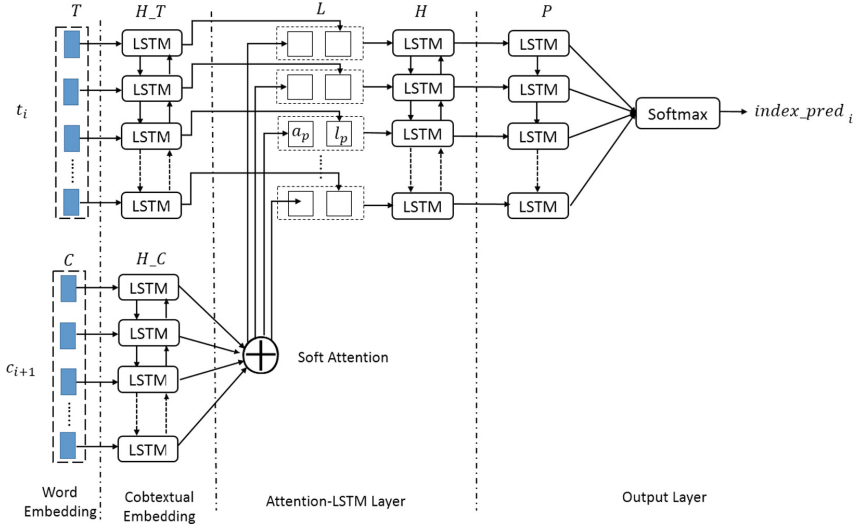 T H_T L H P
LSTM LSTM LSTM
LSTM LSTM LSTM
t_i Softmax index_pred_i
a_p l_p
LSTM LSTM LSTM
LSTM LSTM LSTM
C H_C
LSTM
LSTM
Soft Attention
c_{i+1}
LSTM
LSTM
Word Embedding
Cobtextual Embedding
Attention-LSTM Layer
Output Layer